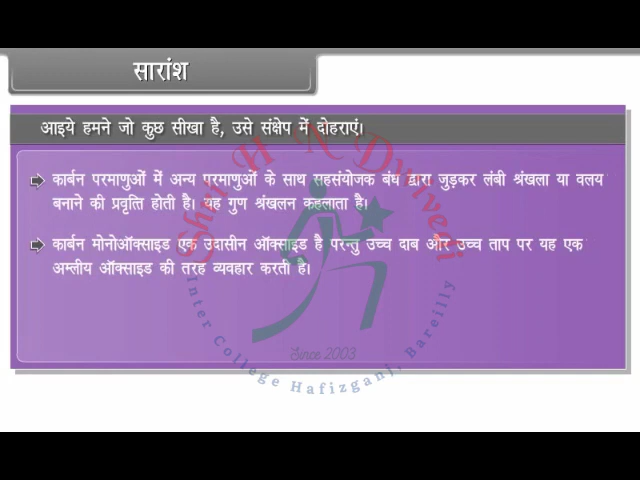 सारांश
आइये हमने जो कुछ सीखा है, उसे संक्षेप में दोहराएं।
कार्बन परमाणुओं में अन्य परमाणुओं के साथ सहसंयोजक बंध द्वारा जुड़कर लंबी श्रंखला या वलय
बनाने की प्रवृति होती है। यह गुण श्रंखलन कहलाता है।
कार्बन मोनोऑक्साइड एक उदासीन ऑक्साइड है परन्तु उच्च दाब और उच्च ताप पर यह एक
अम्लीय ऑक्साइड की तरह व्यवहार करती है।
Shri H N Dwivedi
Since 2003
Inter College Hafizganj, Bareilly